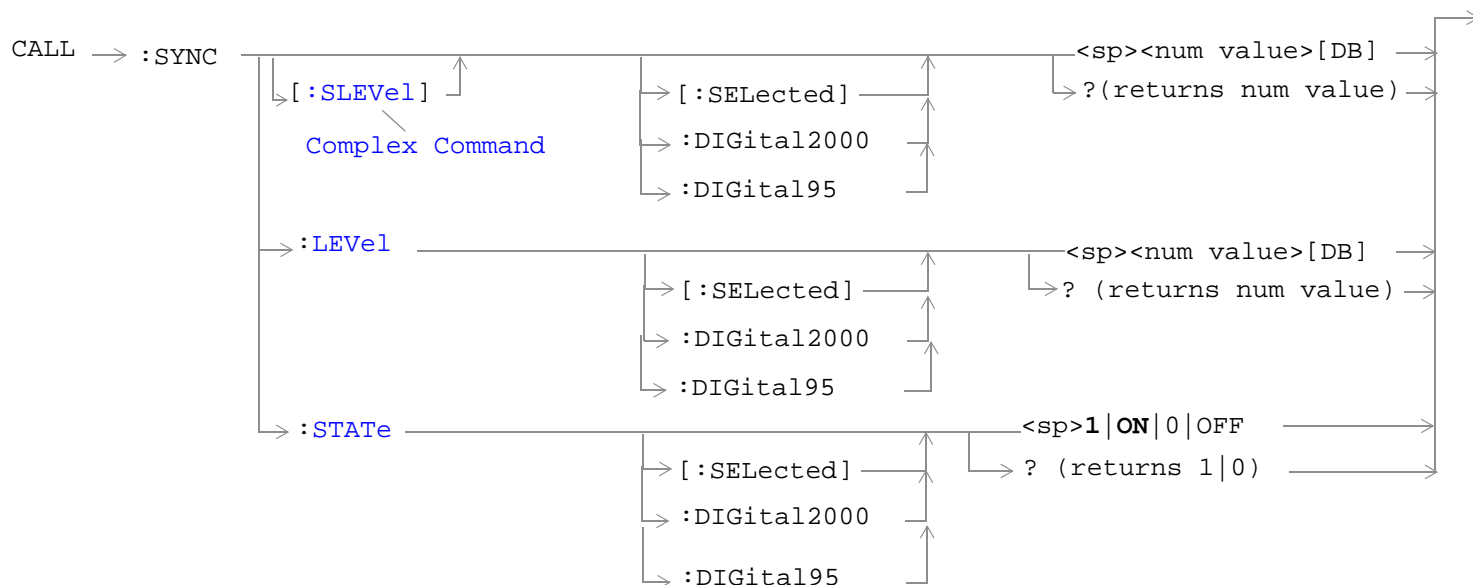 CALL :SYNC <sp><num value>[DB]
[:SLEVel] [:SELected] ?(returns num value)
Complex Command :DIGital2000
:DIGital95
:LEVel <sp><num value>[DB]
[:SELected] ? (returns num value)
:DIGital2000
:DIGital95
:STATe <sp>1|ON|0|OFF
[:SELected] ? (returns 1|0)
:DIGital2000
:DIGital95